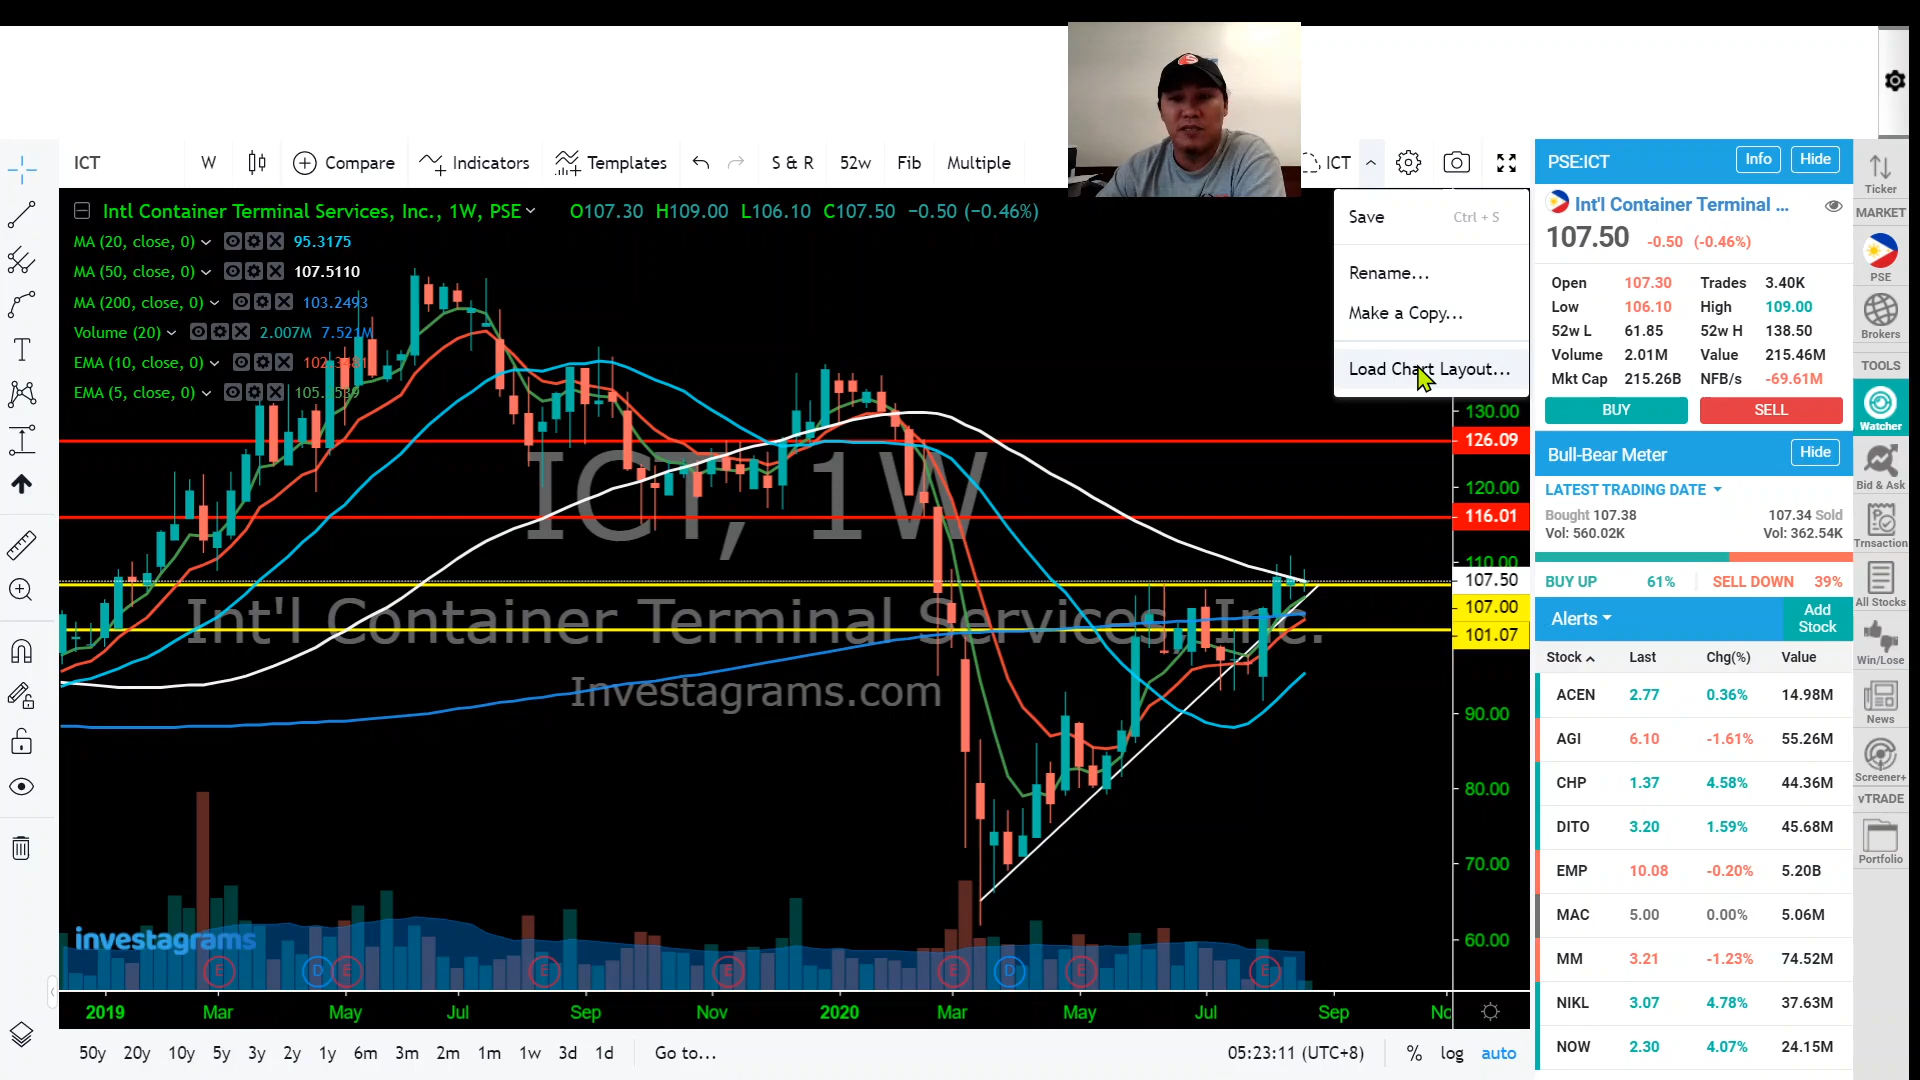 ICT W Compare Indicators Templates S & R 52w Fib Multiple ICT
Intl Container Terminal Services, Inc., 1W, PSE O107.30 H109.00 L106.10 C107.50 −0.50 (−0.46%)
MA (20, close, 0) 95.3175
MA (50, close, 0) 107.5110
MA (200, close, 0) 103.2493
Volume (20) 2.007M 7.521M
EMA (10, close, 0)
EMA (5, close, 0)
Save Ctrl + S
Rename...
Make a Copy...
Load Chart Layout...
ICT, 1W
Int'l Container Terminal Services, Inc.
Investagrams.com
investagrams
130.00
126.09
120.00
116.01
110.00
107.50
107.00
101.07
90.00
80.00
70.00
60.00
E D E E E E D E E
2019 Mar May Jul Sep Nov 2020 Mar May Jul Sep
50y 20y 10y 5y 3y 2y 1y 6m 3m 2m 1m 1w 3d 1d Go to... 05:23:11 (UTC+8) % log auto
PSE:ICT Info Hide
Int'l Container Terminal ...
107.50 -0.50 (-0.46%)
Open 107.30 Trades 3.40K
Low 106.10 High 109.00
52w L 61.85 52w H 138.50
Volume 2.01M Value 215.46M
Mkt Cap 215.26B NFB/s -69.61M
BUY SELL
Bull-Bear Meter Hide
LATEST TRADING DATE
Bought 107.38 107.34 Sold
Vol: 560.02K Vol: 362.54K
BUY UP 61% SELL DOWN 39%
Alerts Add Stock
Stock Last Chg(%) Value
ACEN 2.77 0.36% 14.98M
AGI 6.10 -1.61% 55.26M
CHP 1.37 4.58% 44.36M
DITO 3.20 1.59% 45.68M
EMP 10.08 -0.20% 5.20B
MAC 5.00 0.00% 5.06M
MM 3.21 -1.23% 74.52M
NIKL 3.07 4.78% 37.63M
NOW 2.30 4.07% 24.15M
Ticker
MARKET
PSE
Brokers
TOOLS
Watcher
Bid & Ask
Trnsaction
All Stocks
Win/Lose
News
Screener+
vTRADE
Portfolio